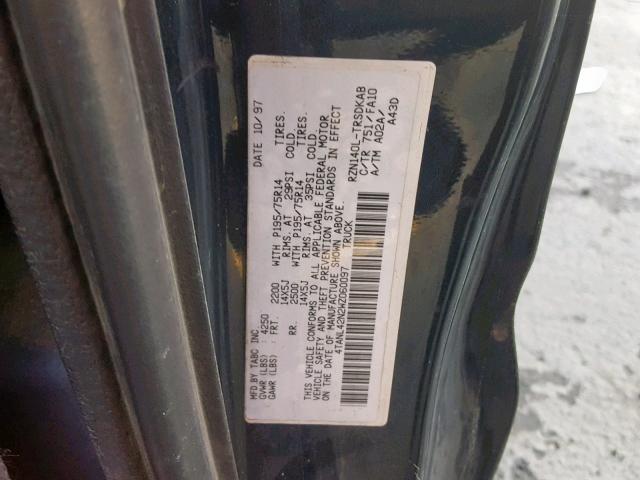 MFD BY TABC INC.                    DATE 10/97
GVWR (LBS) : 4250
GAWR (LBS) : FRT. 2200 WITH P195/75R14 TIRES.
14X5J RIMS, AT 29PSI COLD.
RR. 2500 WITH P195/75R14 TIRES.
14X5J RIMS, AT 35PSI COLD.
THIS VEHICLE CONFORMS TO ALL APPLICABLE FEDERAL MOTOR
VEHICLE SAFETY AND THEFT PREVENTION STANDARDS IN EFFECT
ON THE DATE OF MANUFACTURE SHOWN ABOVE.
4TANL42N2WZ060097 TRUCK
RZN140L-TRSDKAB
C/TR 751/FA10
A/TM A02A/
A43D